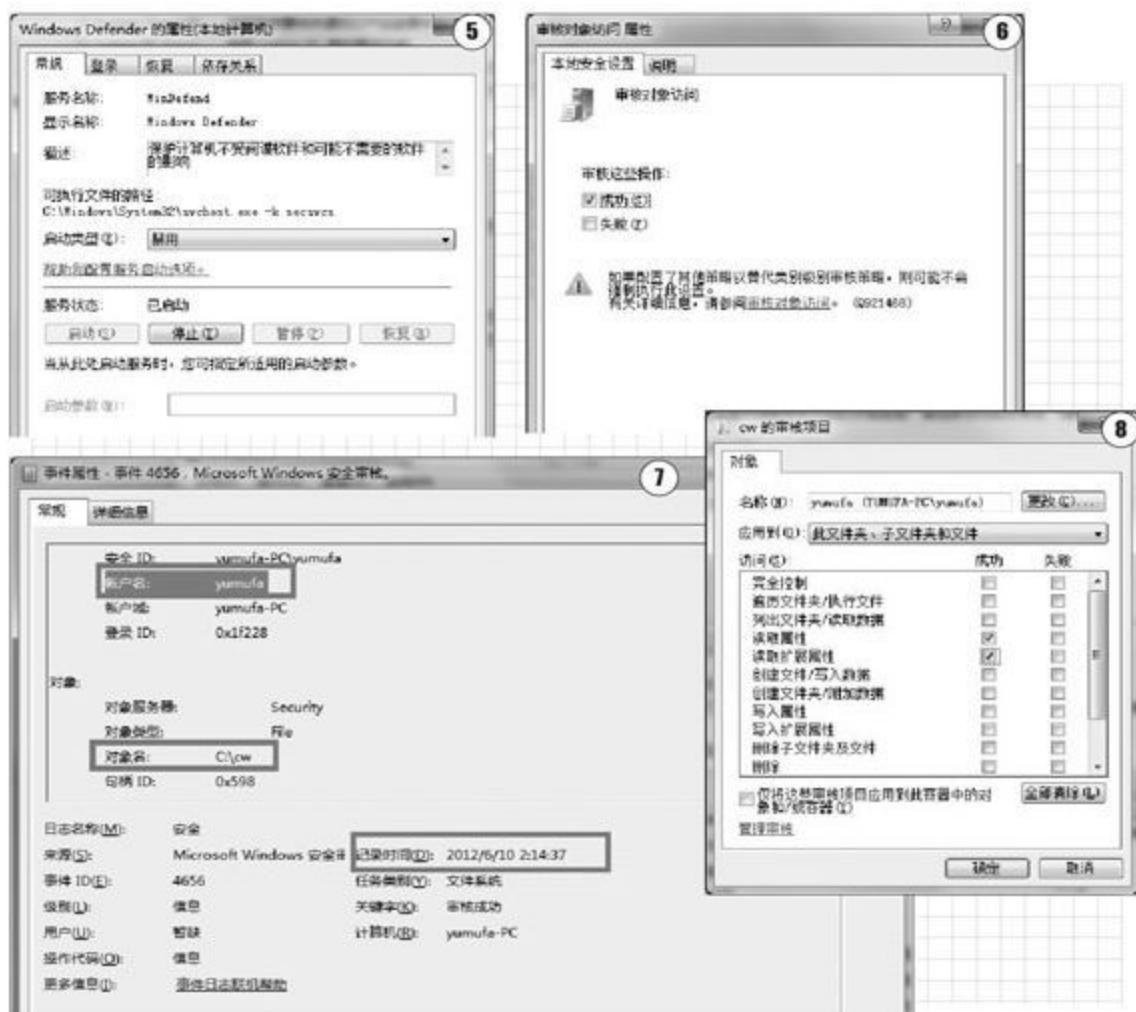 Windows Defender 的属性(本地计算机)
5
常规
登录
恢复
依存关系
服务名称:
WinDefend
显示名称:
Windows Defender
描述:
保护计算机不受间谍软件和可能不需要的软件
的影响
可执行文件的路径:
C:\Windows\System32\svchost.exe -k secsvcs
启动类型(E):
禁用
帮助我配置服务启动选项。
服务状态:
已启动
启动(S)
停止(T)
暂停(P)
恢复(R)
当从此处启动服务时,您可指定所适用的启动参数。
启动参数(M):
审核对象访问 属性
6
本地安全设置
说明
审核对象访问
审核这些操作:
成功(S)
失败(F)
如果配置了其他策略以替代类别级别审核策略,则可能不会
强制执行此设置。
有关详细信息,请参阅审核对象访问。 (Q921468)
事件属性 - 事件 4656,Microsoft Windows 安全审核。
7
常规
详细信息
安全 ID: yumufa-PC\yumufa
帐户名: yumufa
帐户域: yumufa-PC
登录 ID: 0x1f228
对象:
对象服务器: Security
对象类型: File
对象名: C:\cw
句柄 ID: 0x598
日志名称(M): 安全
来源(S): Microsoft Windows 安全 记录时间(D): 2012/6/10 2:14:37
事件 ID(E): 4656 任务类别(Y): 文件系统
级别(L): 信息 关键字(K): 审核成功
用户(U): 暂缺 计算机(R): yumufa-PC
操作代码(O): 信息
更多信息(I): 事件日志联机帮助
cw 的审核项目
8
对象
名称(N): yumufa (YUMUFA-PC\yumufa) 更改(C)...
应用到(O): 此文件夹、子文件夹和文件
访问(S): 成功 失败
完全控制
遍历文件夹/执行文件
列出文件夹/读取数据
读取属性
读取扩展属性
创建文件/写入数据
创建文件夹/附加数据
写入属性
写入扩展属性
删除子文件夹及文件
删除
仅将这些审核项目应用到此容器中的对
象和/或容器(T)
全部清除(L)
管理审核
确定
取消